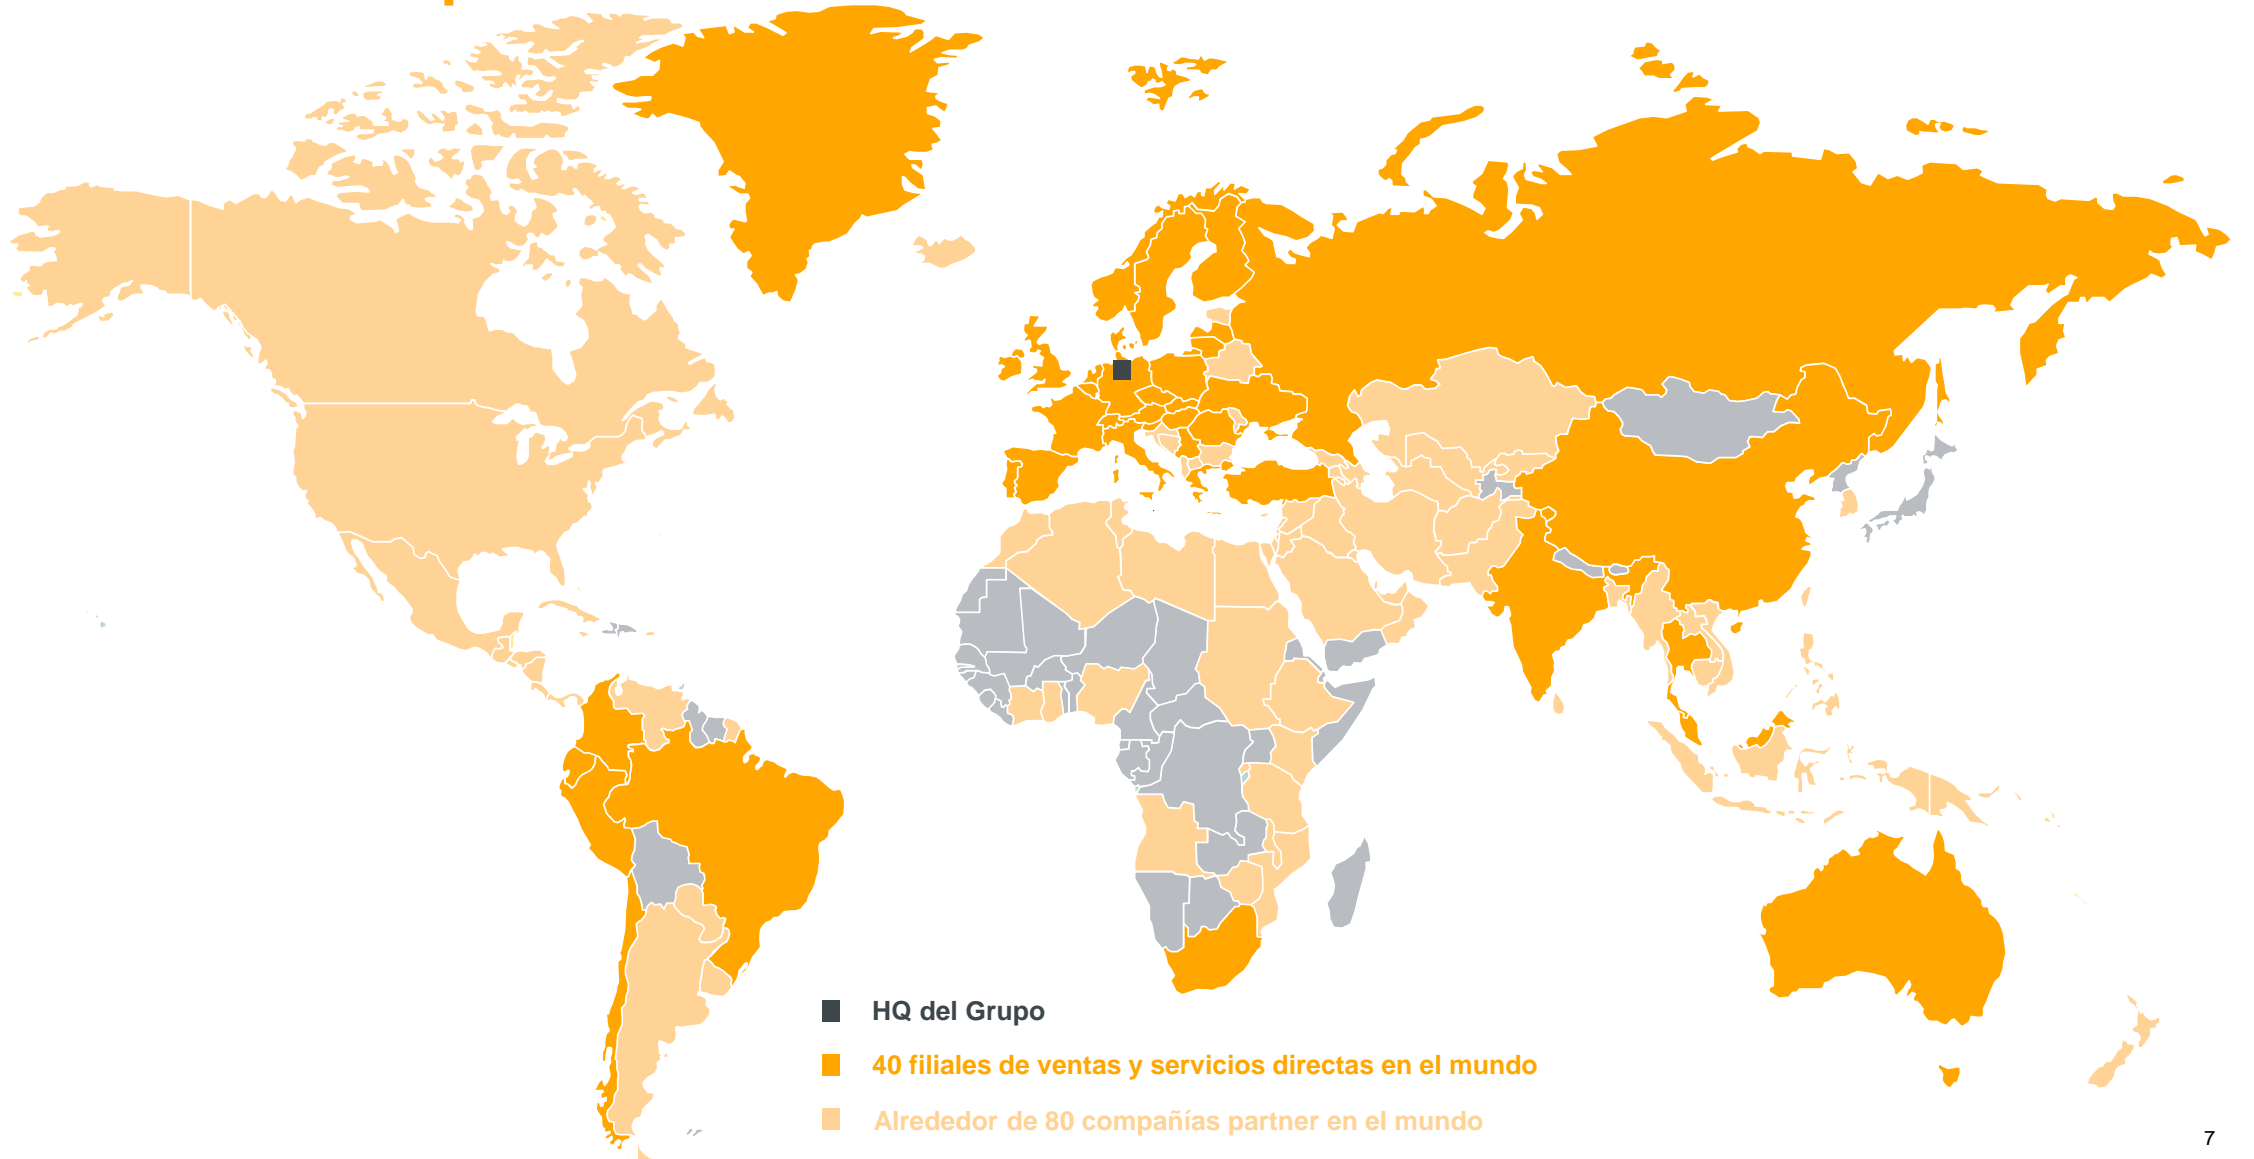 HQ del Grupo
40 filiales de ventas y servicios directas en el mundo
Alrededor de 80 compañías partner en el mundo
7